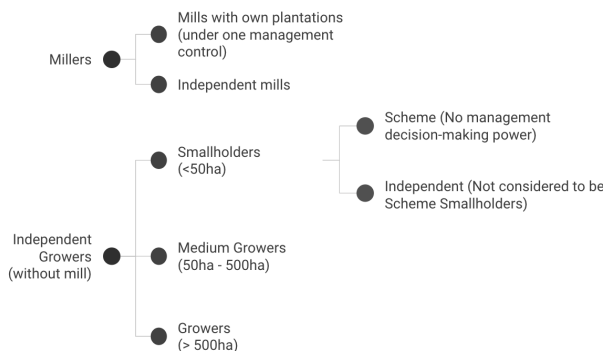 Millers
Mills with own plantations
(under one management
control)
Independent mills
Independent
Growers
(without mill)
Smallholders
(<50ha)
Scheme (No management
decision-making power)
Independent (Not considered to be
Scheme Smallholders)
Medium Growers
(50ha - 500ha)
Growers
(> 500ha)